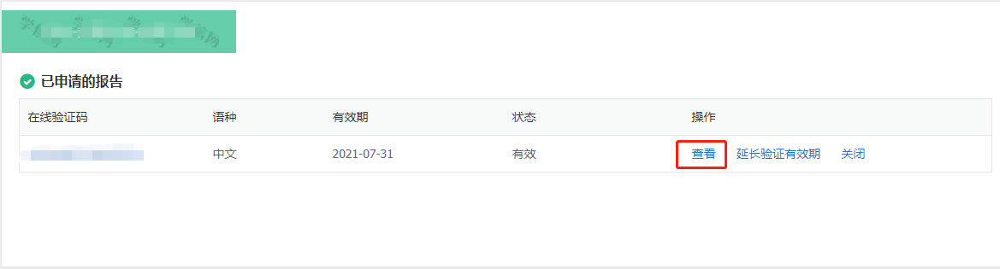 已申请的报告
在线验证码 语种 有效期 状态 操作
中文 2021-07-31 有效 查看 延长验证有效期 关闭